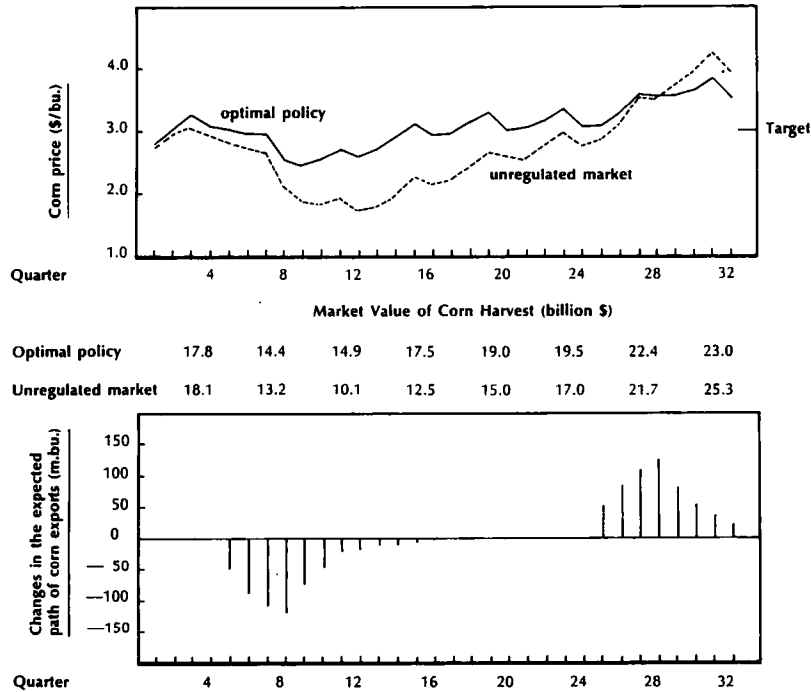 4.0
optimal policy
3.0
Target
unregulated market
2.0
1.0
Corn price ($/bu.)
Quarter 4 8 12 16 20 24 28 32
Market Value of Corn Harvest (billion $)
Optimal policy 17.8 14.4 14.9 17.5 19.0 19.5 22.4 23.0
Unregulated market 18.1 13.2 10.1 12.5 15.0 17.0 21.7 25.3
150
100
50
0
— 50
—100
—150
Changes in the expected
path of corn exports (m.bu.)
Quarter 4 8 12 16 20 24 28 32